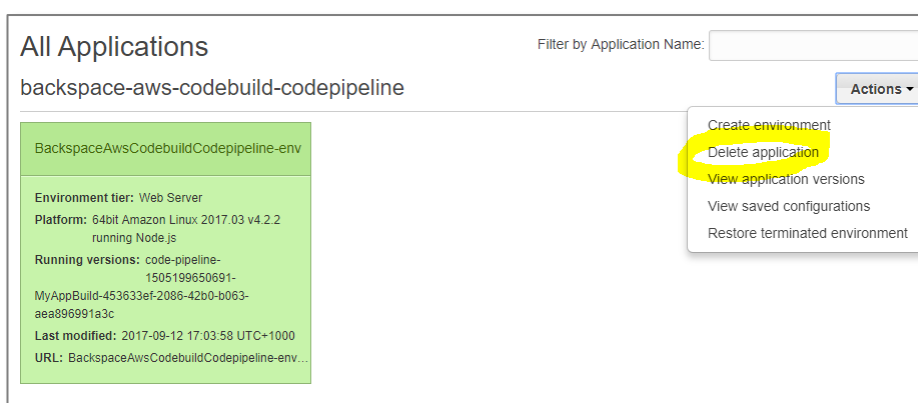 All Applications
Filter by Application Name:
backspace-aws-codebuild-codepipeline
Actions
Create environment
Delete application
View application versions
View saved configurations
Restore terminated environment
BackspaceAwsCodebuildCodepipeline-env
Environment tier: Web Server
Platform: 64bit Amazon Linux 2017.03 v4.2.2
running Node.js
Running versions: code-pipeline-
1505199650691-
MyAppBuild-453633ef-2086-42b0-b063-
aea896991a3c
Last modified: 2017-09-12 17:03:58 UTC+1000
URL: BackspaceAwsCodebuildCodepipeline-env...